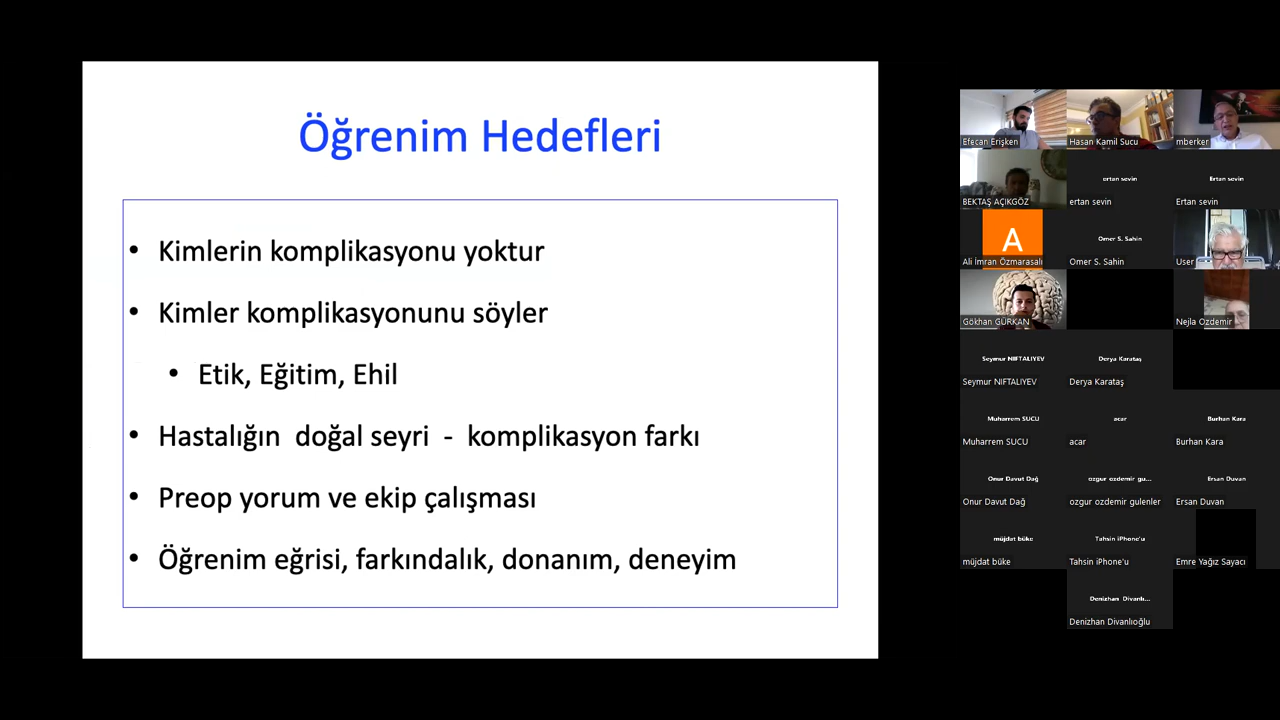 Öğrenim Hedefleri
• Kimlerin komplikasyonu yoktur
• Kimler komplikasyonunu söyler
• Etik, Eğitim, Ehil
• Hastalığın doğal seyri - komplikasyon farkı
• Preop yorum ve ekip çalışması
• Öğrenim eğrisi, farkındalık, donanım, deneyim
Efecan Erişken
Hasan Kamil Sucu
mberker
BEKTAŞ AÇIKGÖZ
ertan sevin
ertan sevin
Ertan sevin
Ertan sevin
A
Ali İmran Özmarasalı
Omer S. Sahin
Omer S. Sahin
User
Gökhan GÜRKAN
Nejla Ozdemir
Seymur NIFTALIYEV
Seymur NIFTALIYEV
Derya Karataş
Derya Karataş
Muharrem SUCU
Muharrem SUCU
acar
acar
Burhan Kara
Burhan Kara
Onur Davut Dağ
Onur Davut Dağ
ozgur ozdemir gu...
ozgur ozdemir gulenler
Ersan Duvan
Ersan Duvan
müjdat büke
müjdat büke
Tahsin iPhone'u
Tahsin iPhone'u
Emre Yağız Sayacı
Denizhan Divanlı...
Denizhan Divanlıoğlu